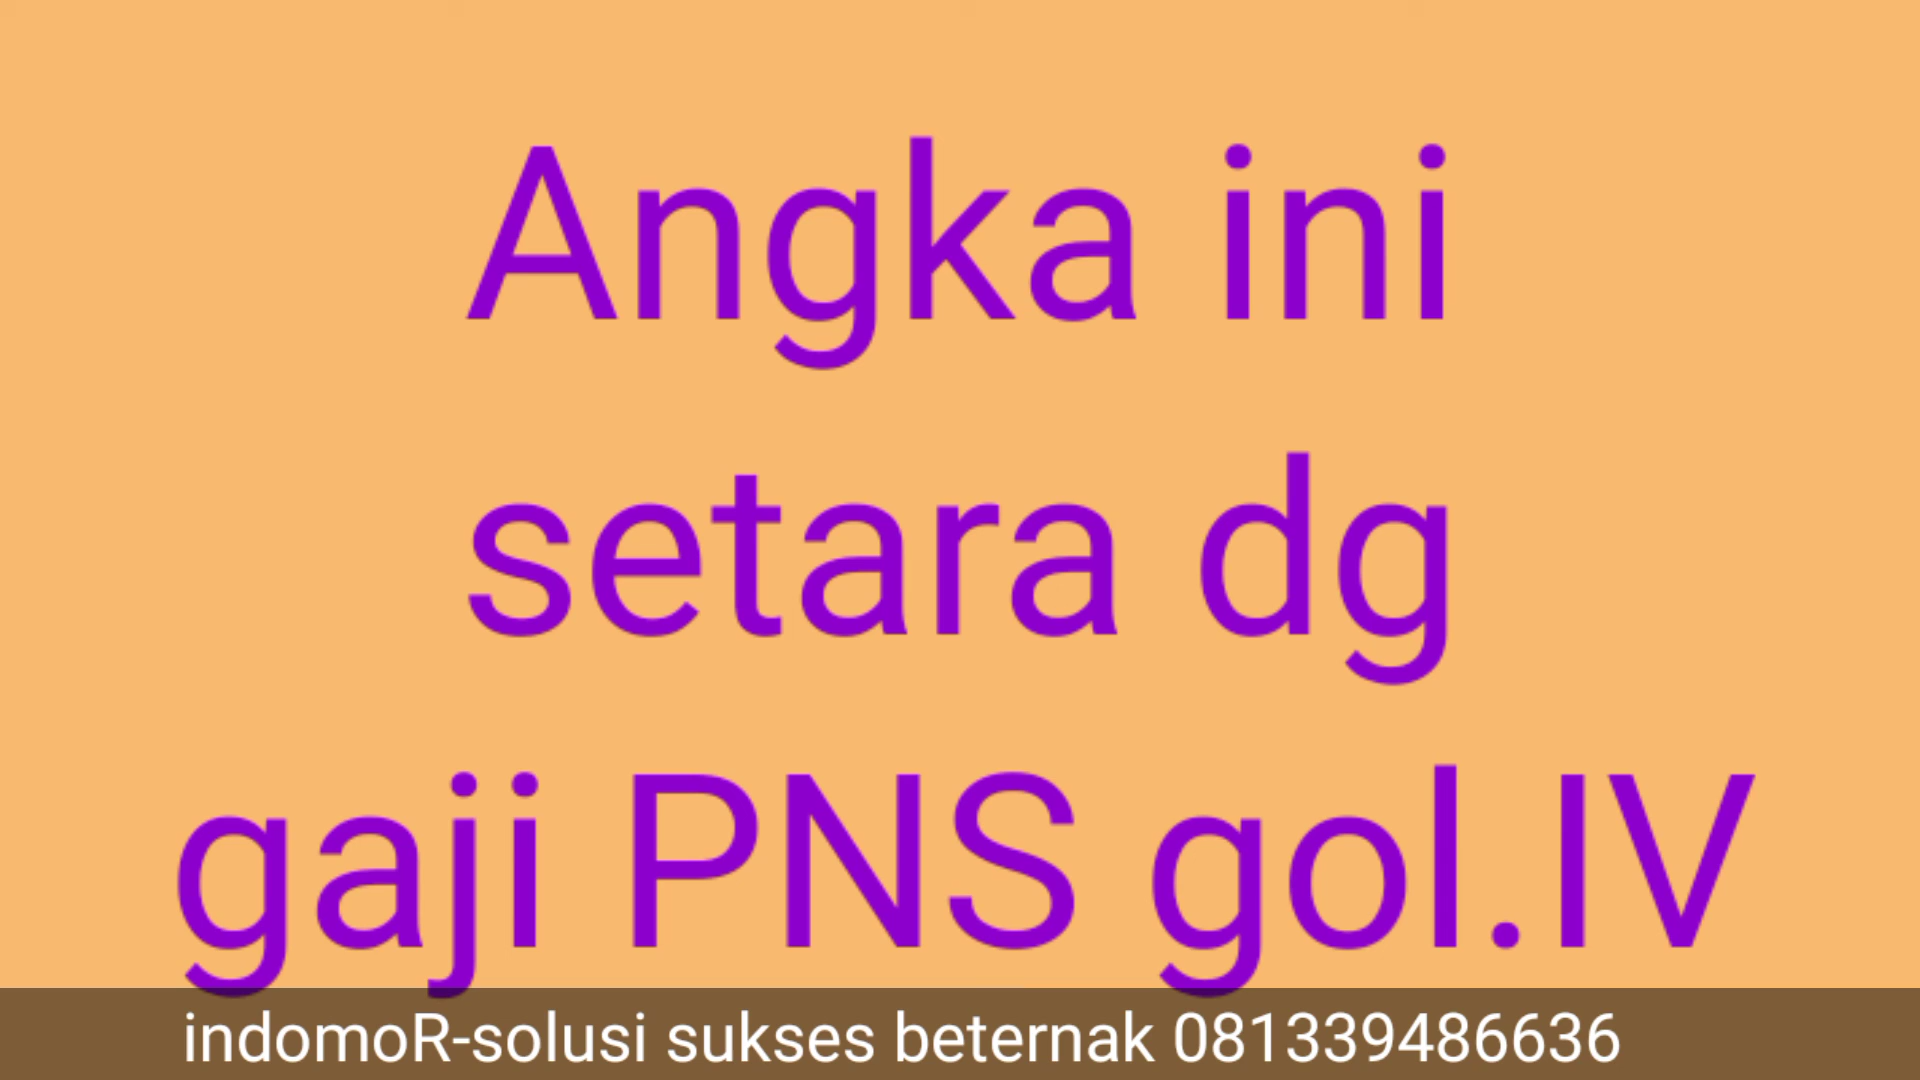 Angka ini
setara dg
gaji PNS gol.IV
indomoR-solusi sukses beternak 081339486636